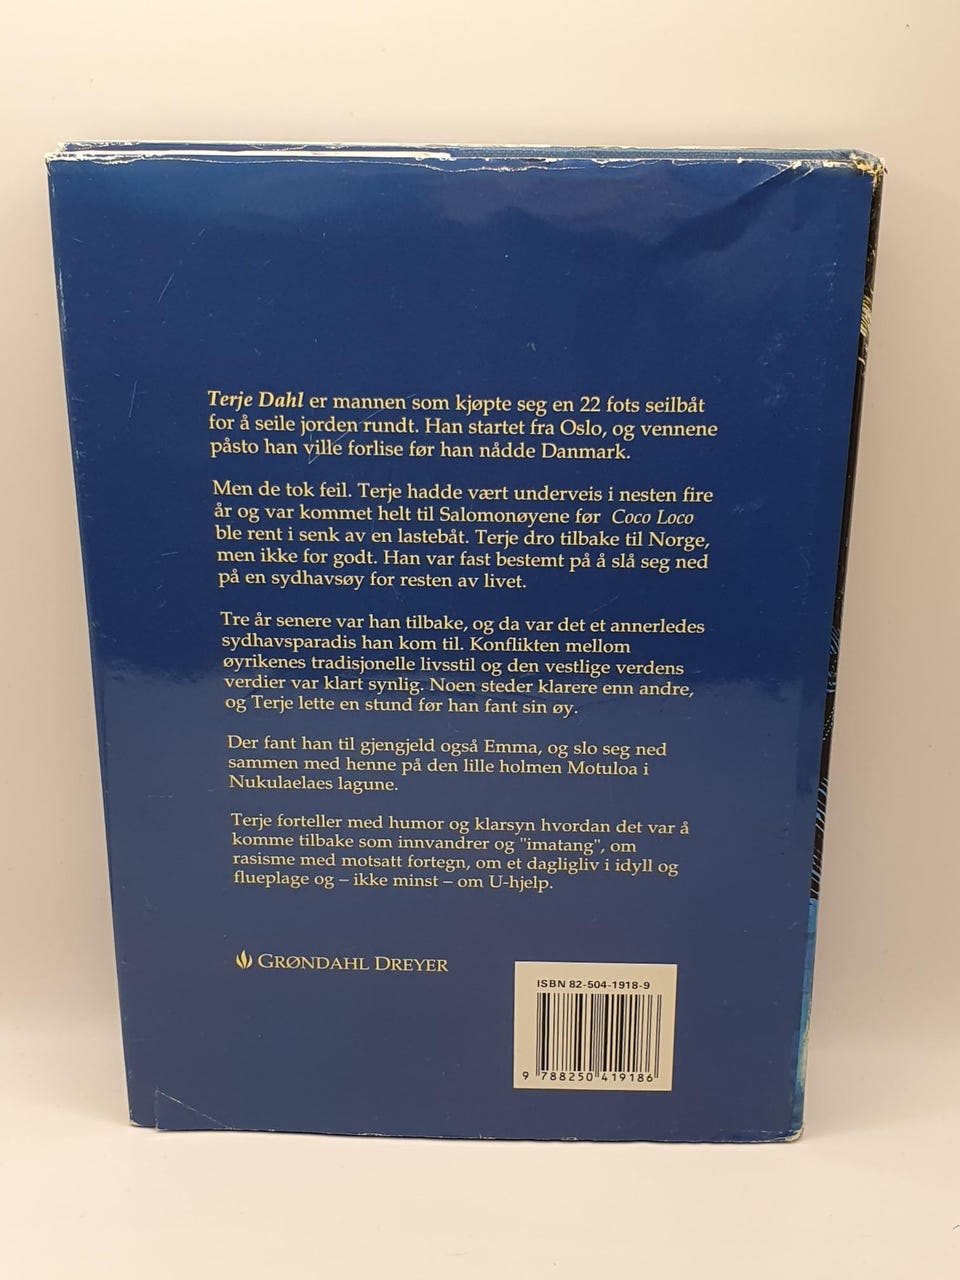 Terje Dahl er mannen som kjøpte seg en 22 fots seilbåt
for å seile jorden rundt. Han startet fra Oslo, og vennene
påsto han ville forlise før han nådde Danmark.
Men de tok feil. Terje hadde vært underveis i nesten fire
år og var kommet helt til Salomonøyene før Coco Loco
ble rent i senk av en lastebåt. Terje dro tilbake til Norge,
men ikke for godt. Han var fast bestemt på å slå seg ned
på en sydhavsøy for resten av livet.
Tre år senere var han tilbake, og da var det et annerledes
sydhavsparadis han kom til. Konflikten mellom
øyrikenes tradisjonelle livsstil og den vestlige verdens
verdier var klart synlig. Noen steder klarere enn andre,
og Terje lette en stund før han fant sin øy.
Der fant han til gjengjeld også Emma, og slo seg ned
sammen med henne på den lille holmen Motuloa i
Nukulaelaes lagune.
Terje forteller med humor og klarsyn hvordan det var å
komme tilbake som innvandrer og "imatang", om
rasisme med motsatt fortegn, om et dagligliv i idyll og
flueplage og – ikke minst – om U-hjelp.
GRØNDAHL DREYER
ISBN 82-504-1918-9
9 788250 419186